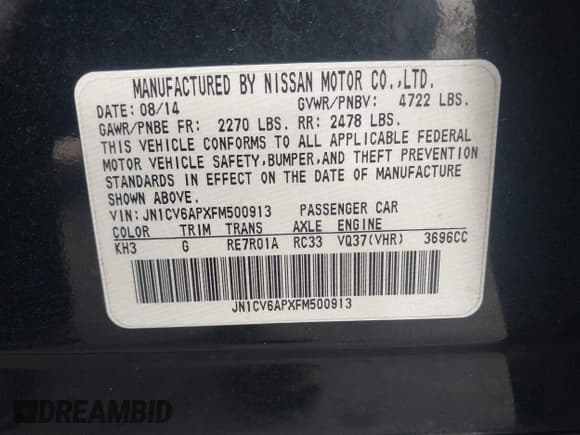 MANUFACTURED BY NISSAN MOTOR CO.,LTD.
DATE: 08/14 GVWR/PNBV: 4722 LBS.
GAWR/PNBE FR: 2270 LBS. RR: 2478 LBS.
THIS VEHICLE CONFORMS TO ALL APPLICABLE FEDERAL
MOTOR VEHICLE SAFETY,BUMPER,AND THEFT PREVENTION
STANDARDS IN EFFECT ON THE DATE OF MANUFACTURE
SHOWN ABOVE.
VIN: JN1CV6APXFM500913 PASSENGER CAR
COLOR TRIM TRANS AXLE ENGINE
KH3 G RE7R01A RC33 VQ37(VHR) 3696CC
JN1CV6APXFM500913
DREAMBID